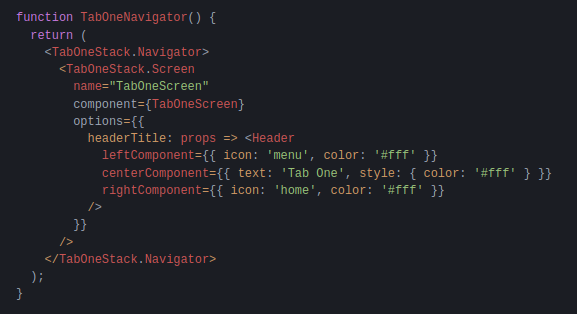 function TabOneNavigator() {
  return (
    <TabOneStack.Navigator>
      <TabOneStack.Screen
        name="TabOneScreen"
        component={TabOneScreen}
        options={{
          headerTitle: props => <Header
            leftComponent={{ icon: 'menu', color: '#fff' }}
            centerComponent={{ text: 'Tab One', style: { color: '#fff' } }}
            rightComponent={{ icon: 'home', color: '#fff' }}
          />
        }}
      />
    </TabOneStack.Navigator>
  );
}